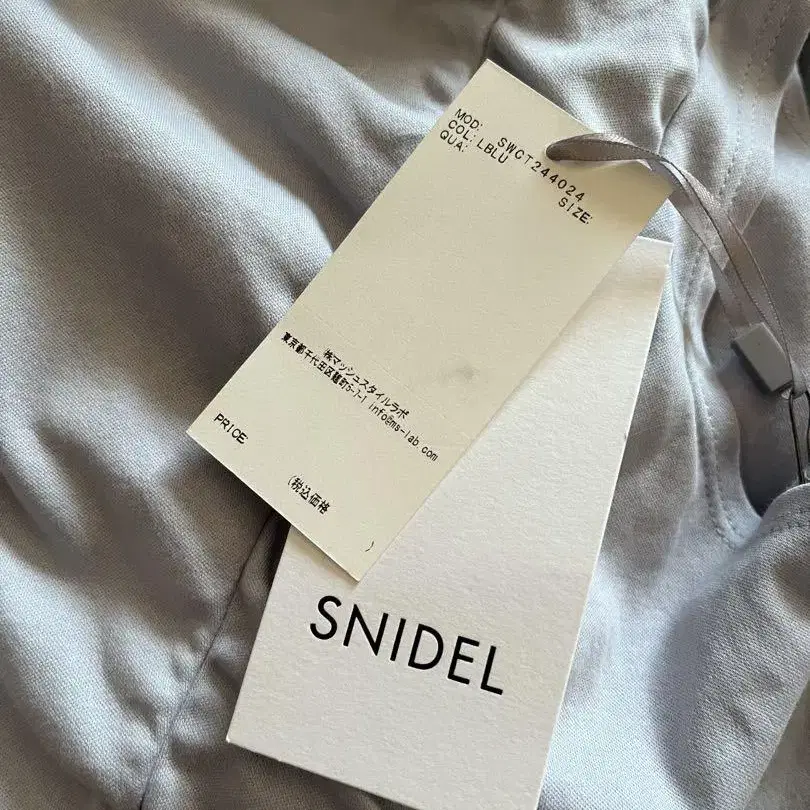 MOD: SWCT244024
COL: LBLU
QUA: SIZE:
㈱マッシュスタイルラボ
東京都千代田区麹町5-7-1 info@ms-lab.com
PRICE
(税込価格 )
SNIDEL